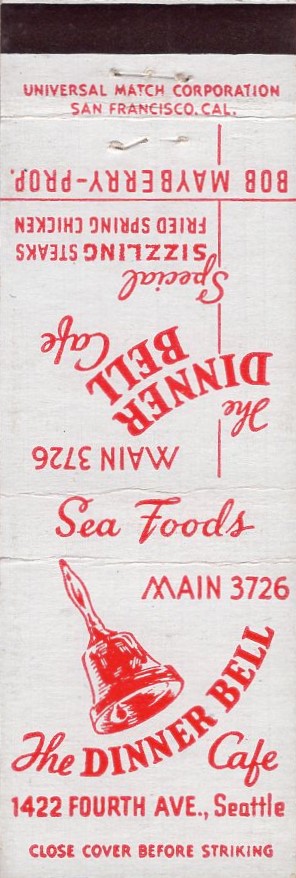 UNIVERSAL MATCH CORPORATION
SAN FRANCISCO, CAL.
MAIN 3726
The
DINNER
BELL
Cafe
Special
SIZZLING STEAKS
FRIED SPRING CHICKEN
BOB MAYBERRY-PROP.
Sea Foods
MAIN 3726
The DINNER BELL
Cafe
1422 FOURTH AVE., Seattle
CLOSE COVER BEFORE STRIKING